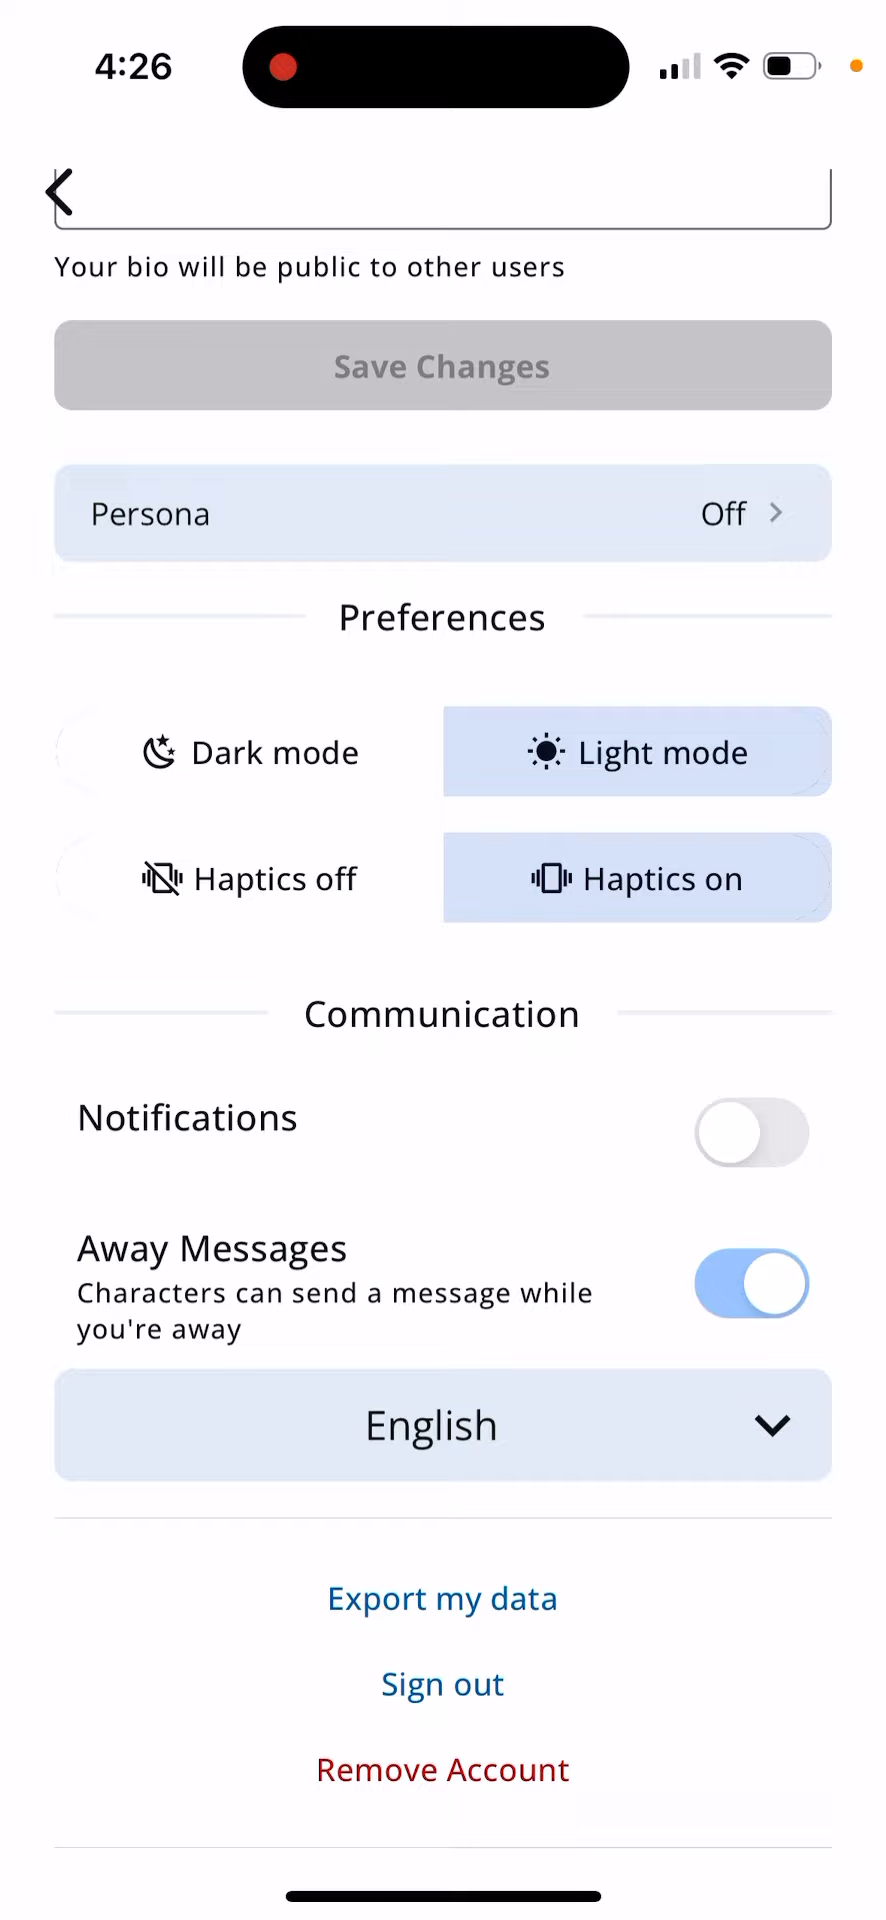 4:26
Your bio will be public to other users
Save Changes
Persona
Off
Preferences
Dark mode
Light mode
Haptics off
Haptics on
Communication
Notifications
Away Messages
Characters can send a message while
you're away
English
Export my data
Sign out
Remove Account